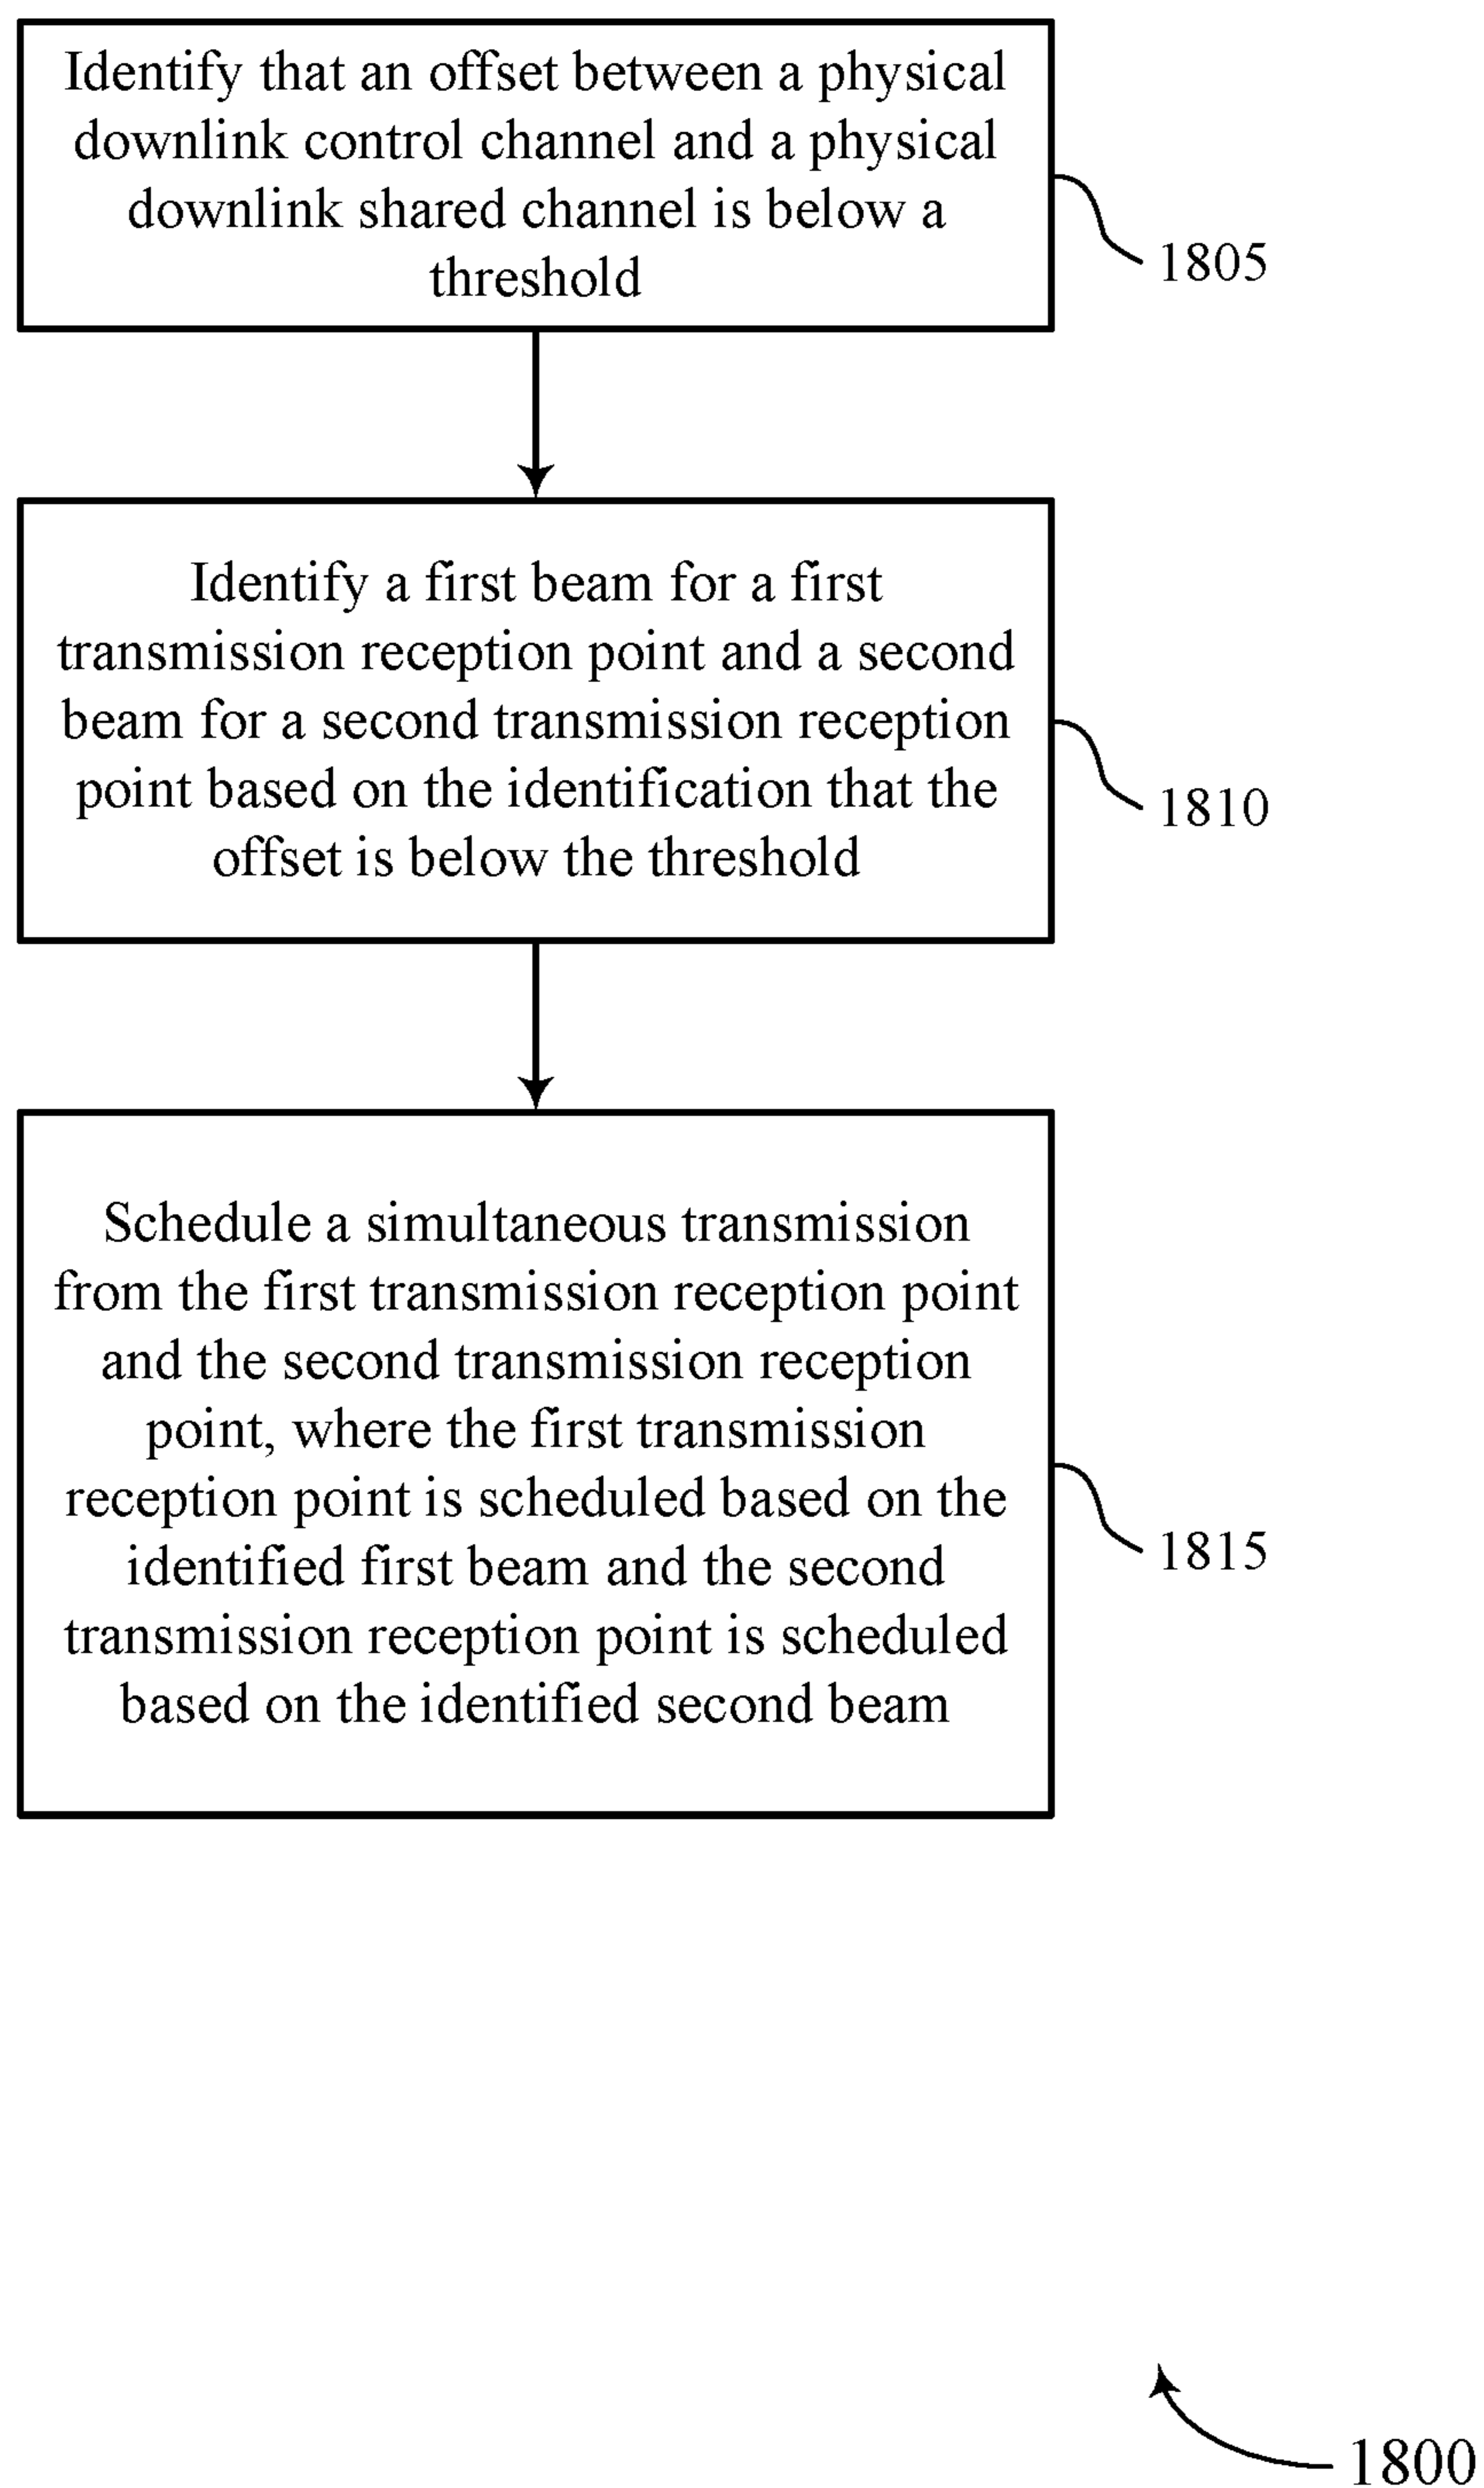 Identify that an offset between a physical
downlink control channel and a physical
downlink shared channel is below a
threshold
1805
Identify a first beam for a first
transmission reception point and a second
beam for a second transmission reception
point based on the identification that the
offset is below the threshold
1810
Schedule a simultaneous transmission
from the first transmission reception point
and the second transmission reception
point, where the first transmission
reception point is scheduled based on the
identified first beam and the second
transmission reception point is scheduled
based on the identified second beam
1815
1800